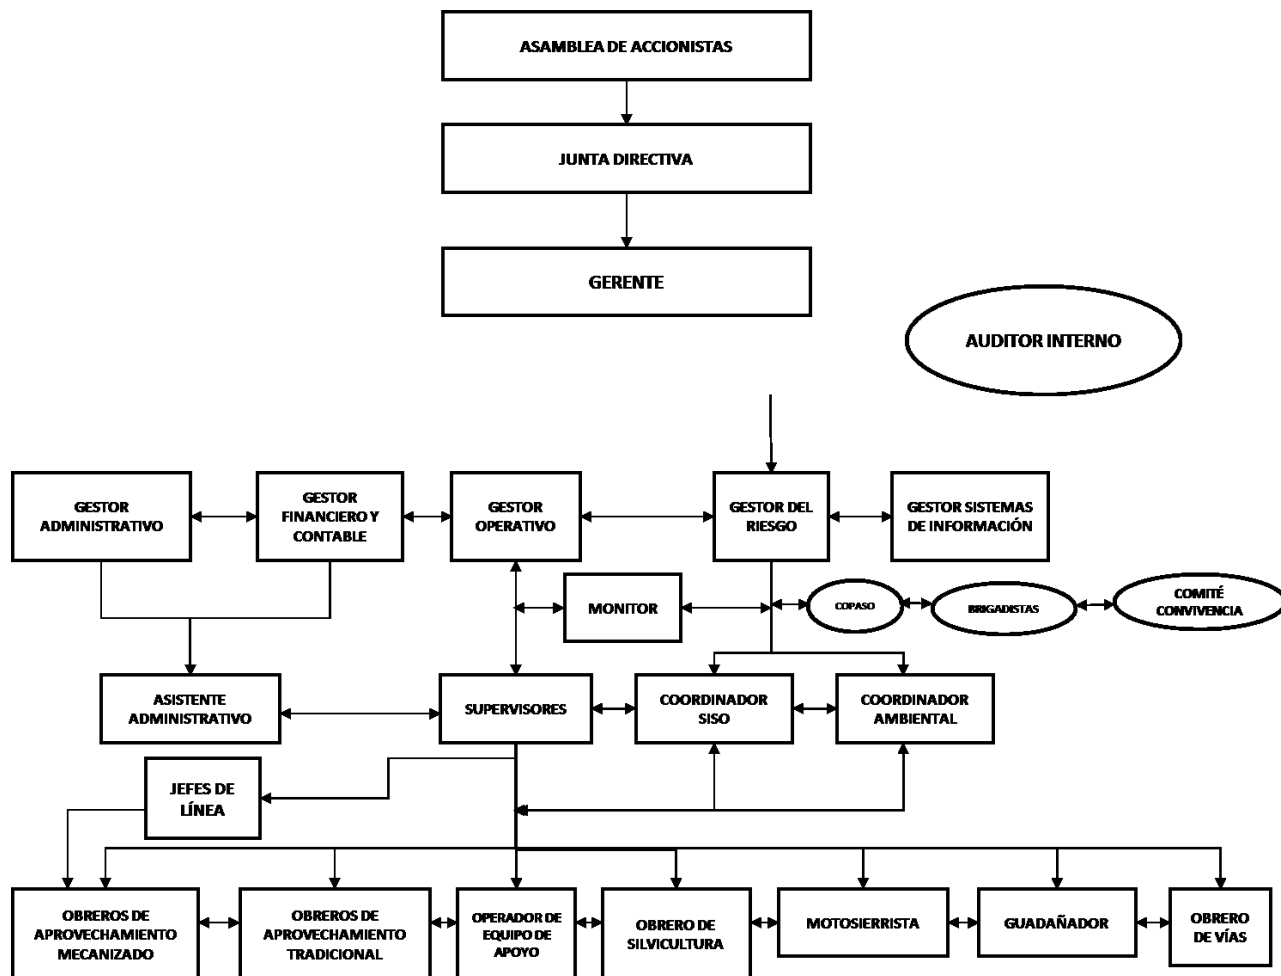 ASAMBLEA DE ACCIONISTAS
JUNTA DIRECTIVA
GERENTE
AUDITOR INTERNO
GESTOR
ADMINISTRATIVO
GESTOR
FINANCIERO Y
CONTABLE
GESTOR
OPERATIVO
GESTOR DEL
RIESGO
GESTOR SISTEMAS
DE INFORMACIÓN
MONITOR
COPASO
BRIGADISTAS
COMITÉ
CONVIVENCIA
ASISTENTE
ADMINISTRATIVO
SUPERVISORES
COORDINADOR
SISO
COORDINADOR
AMBIENTAL
JEFES DE
LÍNEA
OBREROS DE
APROVECHAMIENTO
MECANIZADO
OBREROS DE
APROVECHAMIENTO
TRADICIONAL
OPERADOR DE
EQUIPO DE
APOYO
OBRERO DE
SILVICULTURA
MOTOSIERRISTA
GUADAÑADOR
OBRERO
DE VÍAS